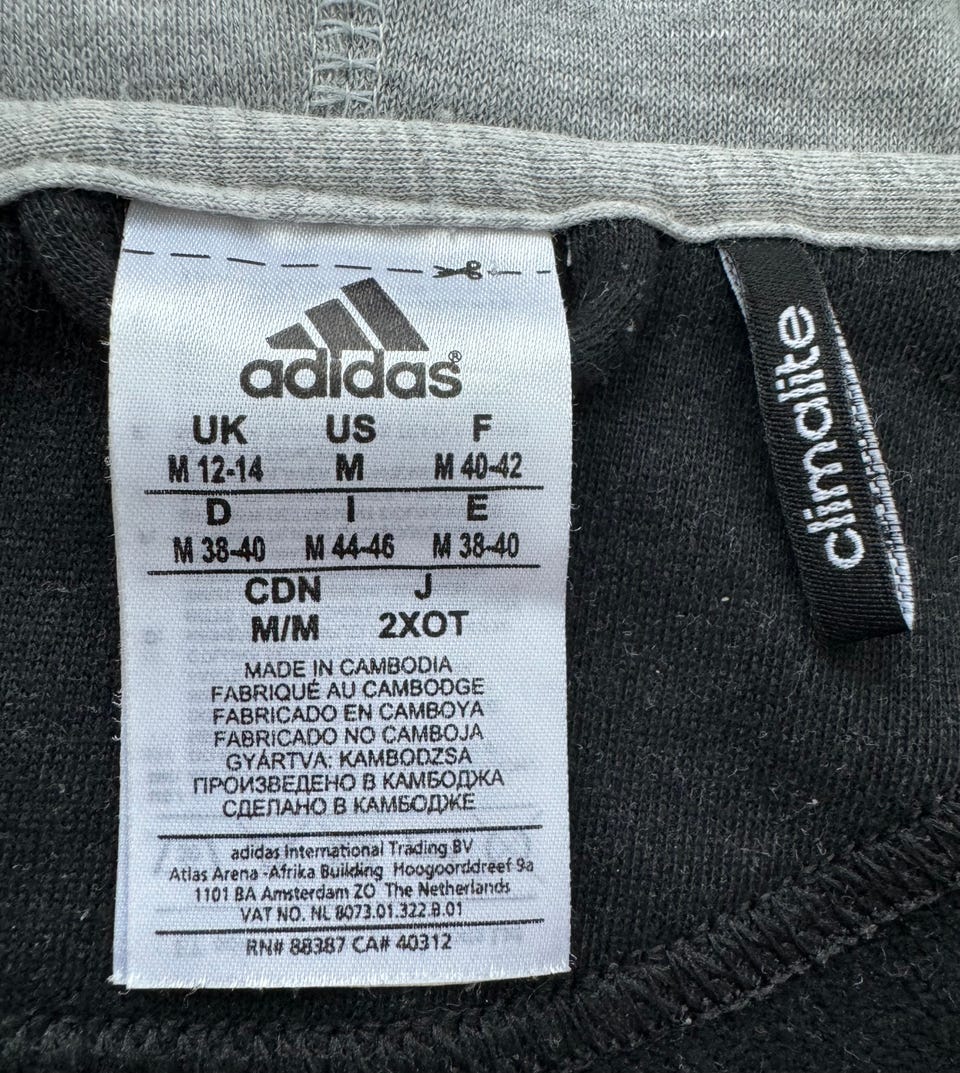 adidas®
UK US F
M 12-14 M M 40-42
D I E
M 38-40 M 44-46 M 38-40
CDN J
M/M 2XOT
MADE IN CAMBODIA
FABRIQUÉ AU CAMBODGE
FABRICADO EN CAMBOYA
FABRICADO NO CAMBOJA
GYÁRTVA: KAMBODZSA
ПРОИЗВЕДЕНО В КАМБОДЖА
СДЕЛАНО В КАМБОДЖЕ
adidas International Trading BV
Atlas Arena -Afrika Building Hoogoorddreef 9a
1101 BA Amsterdam ZO The Netherlands
VAT NO. NL 8073.01.322.B.01
RN# 88387 CA# 40312
climalite